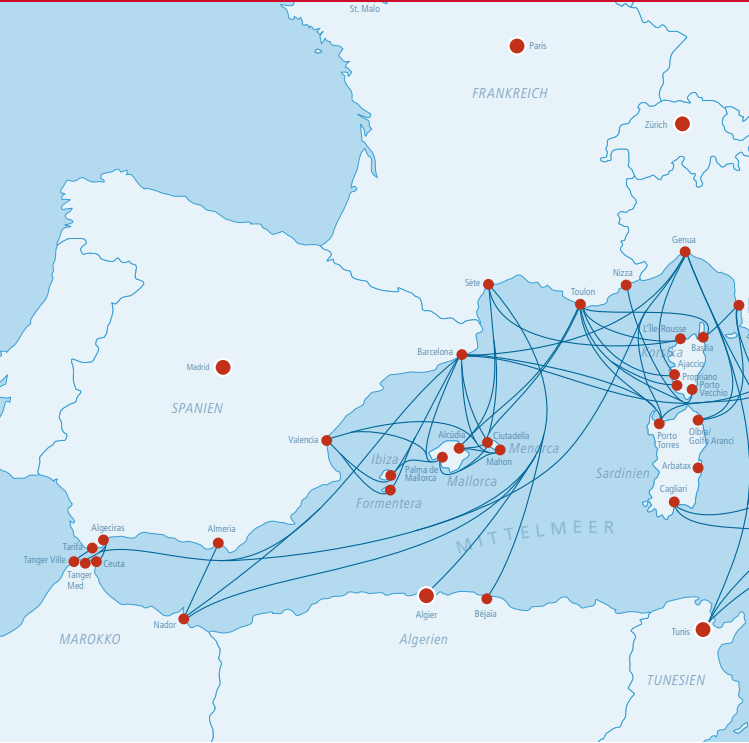 St. Malo
Paris
FRANKREICH
Zürich
Genua
Nizza
Sète
Toulon
L'Île-Rousse
Bastia
Korsika
Barcelona
Ajaccio
Madrid
Propriano
Porto
Vecchio
SPANIEN
Valencia
Alcúdia
Ciutadella
Menorca
Porto
Torres
Olbia/
Golfo Aranci
Ibiza
Palma de
Mallorca
Mahon
Mallorca
Arbatax
Sardinien
Cagliari
Formentera
MITTELMEER
Algeciras
Almeria
Tarifa
Tanger Ville
Ceuta
Tanger
Med
Nador
Algier
Béjaïa
Tunis
MAROKKO
Algerien
TUNESIEN